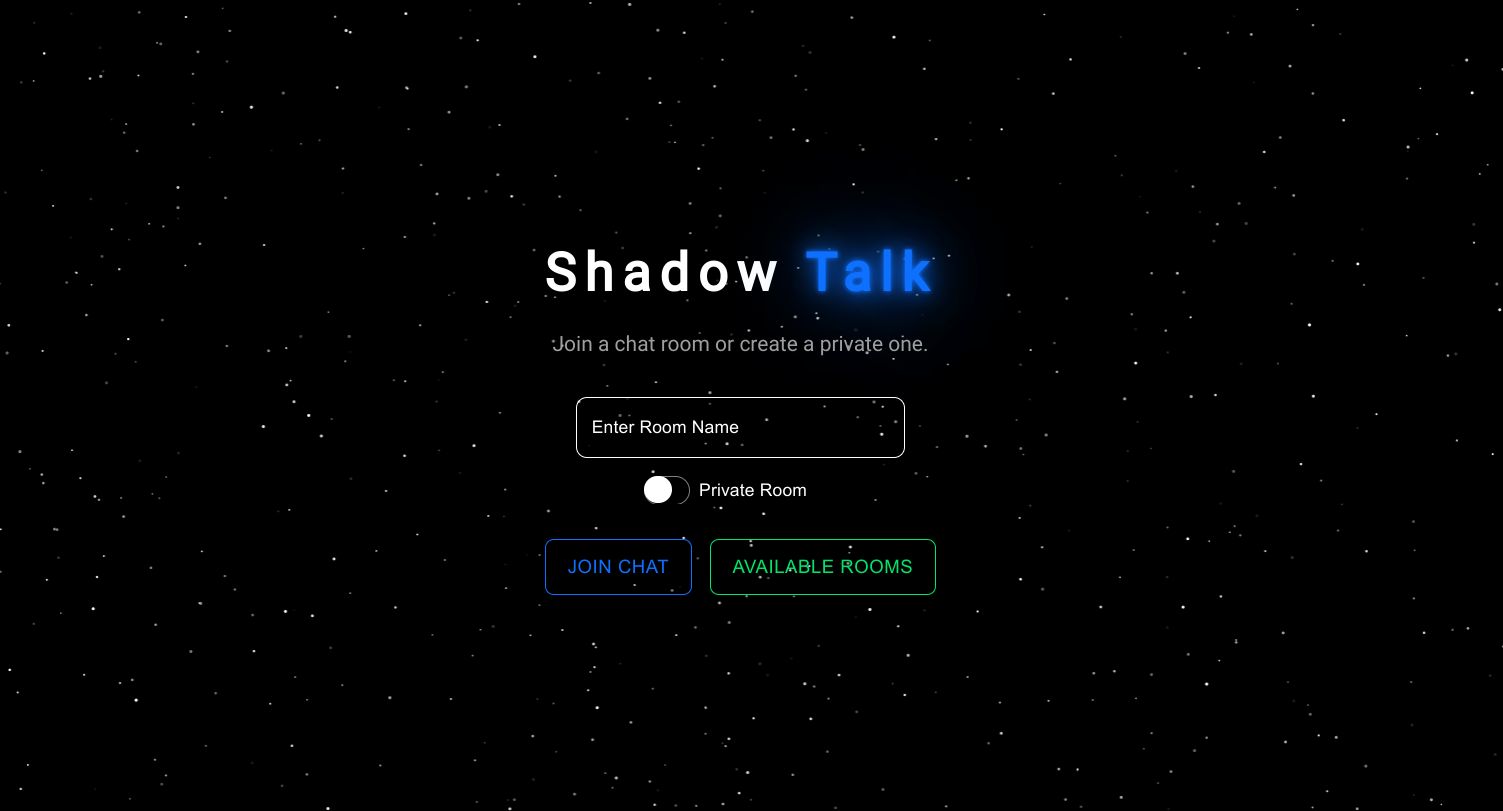 Shadow Talk
Join a chat room or create a private one.
Enter Room Name
Private Room
JOIN CHAT AVAILABLE ROOMS